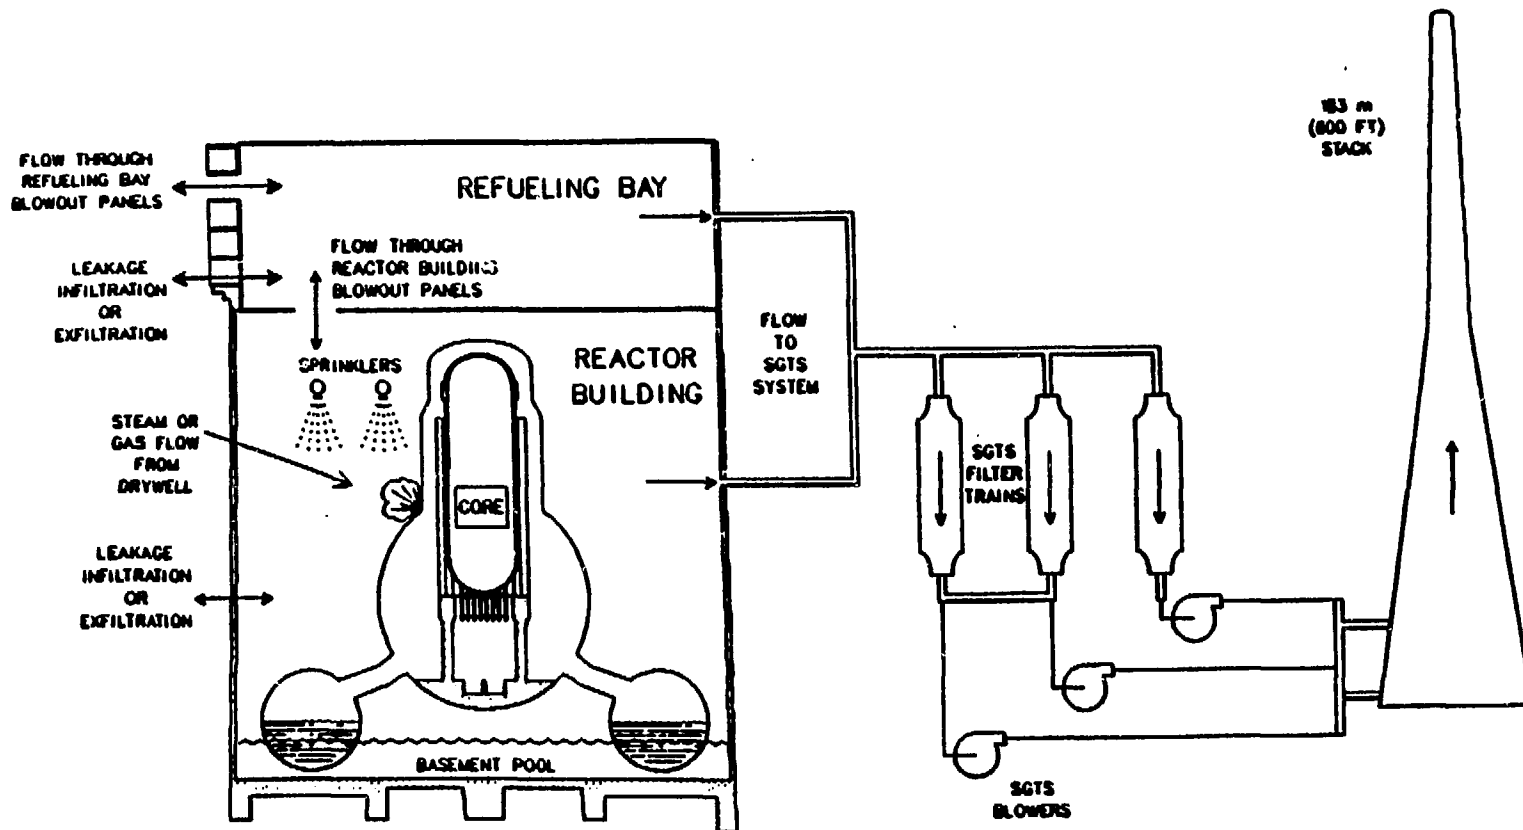 FLOW THROUGH
REFUELING BAY
BLOWOUT PANELS
REFUELING BAY
LEAKAGE
INFILTRATION
OR
EXFILTRATION
FLOW THROUGH
REACTOR BUILDING
BLOWOUT PANELS
SPRINKLERS
REACTOR
BUILDING
STEAM OR
GAS FLOW
FROM
DRYWELL
CORE
LEAKAGE
INFILTRATION
OR
EXFILTRATION
BASEMENT POOL
FLOW
TO
SGTS
SYSTEM
SGTS
FILTER
TRAINS
SGTS
BLOWERS
183 m
(600 FT)
STACK